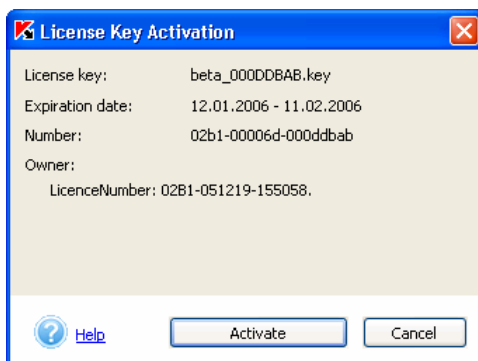 License Key Activation
License key: beta_000DDBAB.key
Expiration date: 12.01.2006 - 11.02.2006
Number: 02b1-00006d-000ddbab
Owner:
LicenceNumber: 02B1-051219-155058.
Help Activate Cancel